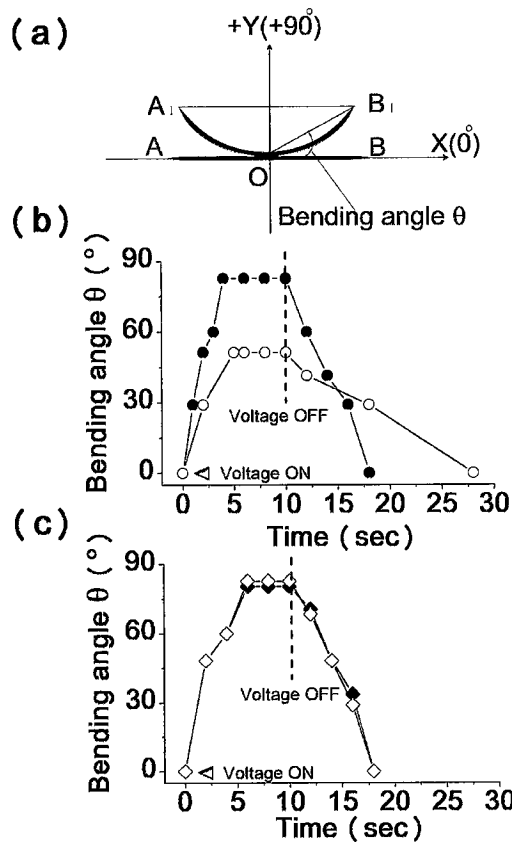 (a)
+Y(+90°)
A₁ B₁
A B X(0°)
O
Bending angle θ
(b)
Bending angle θ (°)
90
60
30
0
Voltage OFF
Voltage ON
0 5 10 15 20 25 30
Time (sec)
(c)
Bending angle θ (°)
90
60
30
0
Voltage OFF
Voltage ON
0 5 10 15 20 25 30
Time (sec)